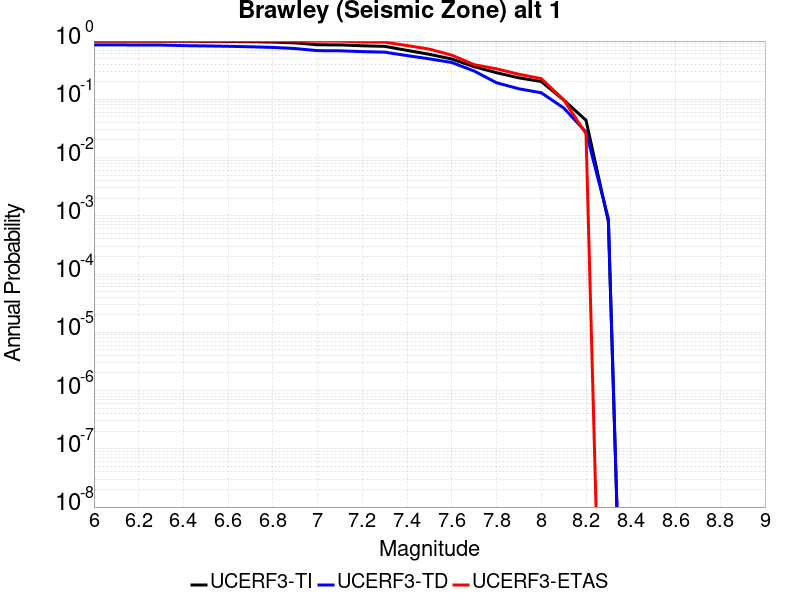 Brawley (Seismic Zone) alt 1
Annual Probability
10^0
10^-1
10^-2
10^-3
10^-4
10^-5
10^-6
10^-7
10^-8
6 6.2 6.4 6.6 6.8 7 7.2 7.4 7.6 7.8 8 8.2 8.4 8.6 8.8 9
Magnitude
UCERF3-TI UCERF3-TD UCERF3-ETAS